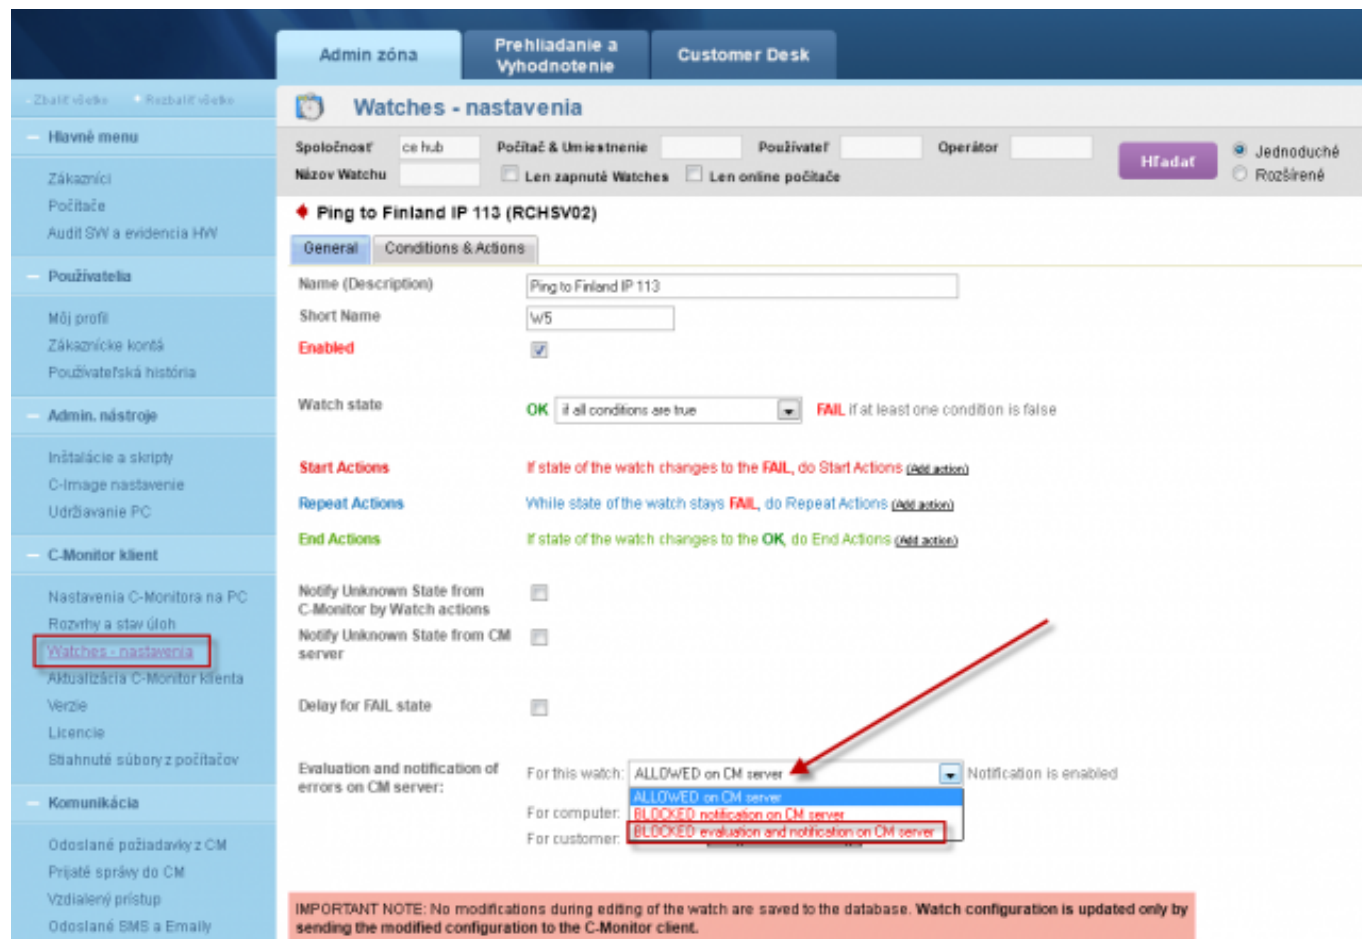 Admin zóna
Prehliadanie a
Vyhodnotenie
Customer Desk
Zbaliť všetko
Rozbaliť všetko
Hlavné menu
Zákazníci
Počítače
Audit SW a evidencia HW
Používatelia
Môj profil
Zákaznícke kontá
Používateľská história
Admin. nástroje
Inštalácie a skripty
C-Image nastavenie
Udržiavanie PC
C-Monitor klient
Nastavenia C-Monitora na PC
Rozvrhy a stav úloh
Watches - nastavenia
Aktualizácia C-Monitor klienta
Verzie
Licencie
Stiahnuté súbory z počítačov
Komunikácia
Odoslané požiadavky z CM
Prijaté správy do CM
Vzdialený prístup
Odoslané SMS a Emaily
Watches - nastavenia
Spoločnosť ce hub Počítač & Umiestnenie Používateľ Operátor
Názov Watchu Len zapnuté Watches Len online počítače
Hľadať
Jednoduché
Rozšírené
Ping to Finland IP 113 (RCHSV02)
General Conditions & Actions
Name (Description) Ping to Finland IP 113
Short Name W5
Enabled
Watch state OK if all conditions are true FAIL if at least one condition is false
Start Actions If state of the watch changes to the FAIL, do Start Actions (Add action)
Repeat Actions While state of the watch stays FAIL, do Repeat Actions (Add action)
End Actions If state of the watch changes to the OK, do End Actions (Add action)
Notify Unknown State from
C-Monitor by Watch actions
Notify Unknown State from CM
server
Delay for FAIL state
Evaluation and notification of
errors on CM server:
For this watch: ALLOWED on CM server Notification is enabled
ALLOWED on CM server
For computer: BLOCKED notification on CM server
For customer: BLOCKED evaluation and notification on CM server
IMPORTANT NOTE: No modifications during editing of the watch are saved to the database. Watch configuration is updated only by
sending the modified configuration to the C-Monitor client.